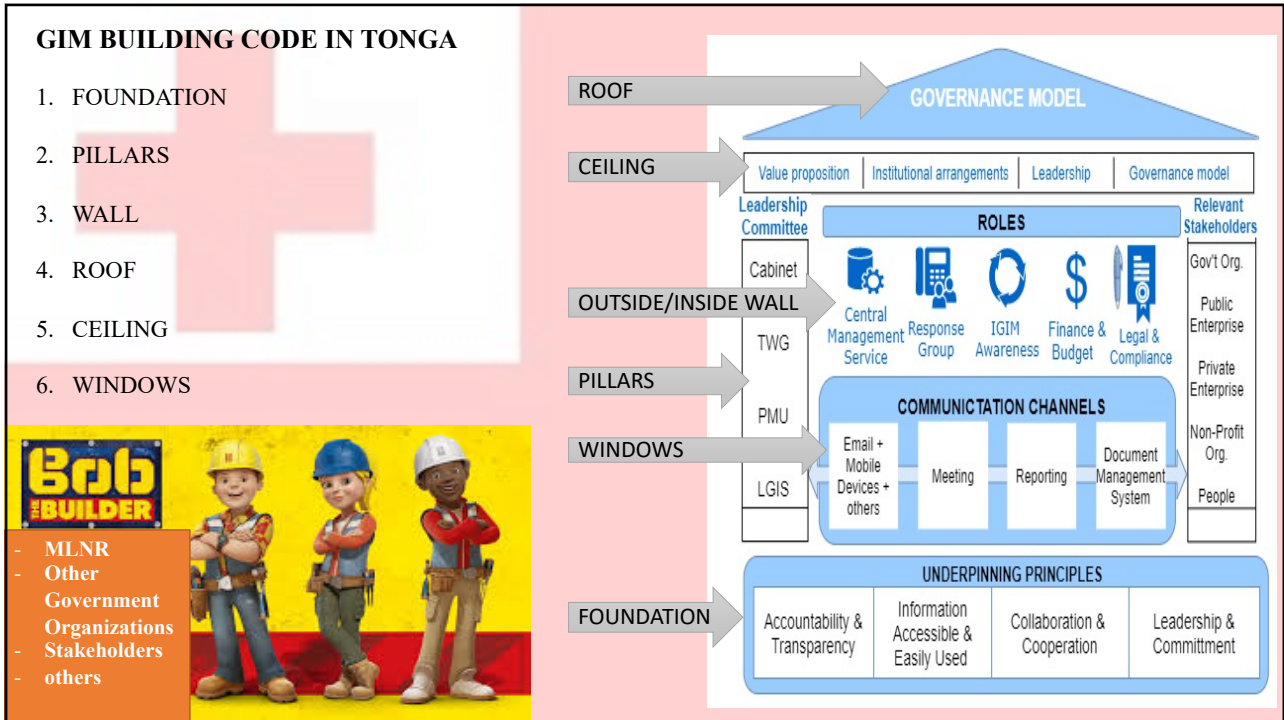 GIM BUILDING CODE IN TONGA
1. FOUNDATION
2. PILLARS
3. WALL
4. ROOF
5. CEILING
6. WINDOWS
Bob
THE BUILDER
- MLNR
- Other
Government
Organizations
- Stakeholders
- others
ROOF
CEILING
OUTSIDE/INSIDE WALL
PILLARS
WINDOWS
FOUNDATION
GOVERNANCE MODEL
Value proposition
Institutional arrangements
Leadership
Governance model
Leadership
Committee
Cabinet
TWG
PMU
LGIS
ROLES
Central
Management
Service
Response
Group
IGIM
Awareness
$
Finance &
Budget
Legal &
Compliance
COMMUNICTATION CHANNELS
Email +
Mobile
Devices +
others
Meeting
Reporting
Document
Management
System
Relevant
Stakeholders
Gov't Org.
Public
Enterprise
Private
Enterprise
Non-Profit
Org.
People
UNDERPINNING PRINCIPLES
Accountability &
Transparency
Information
Accessible &
Easily Used
Collaboration &
Cooperation
Leadership &
Committment